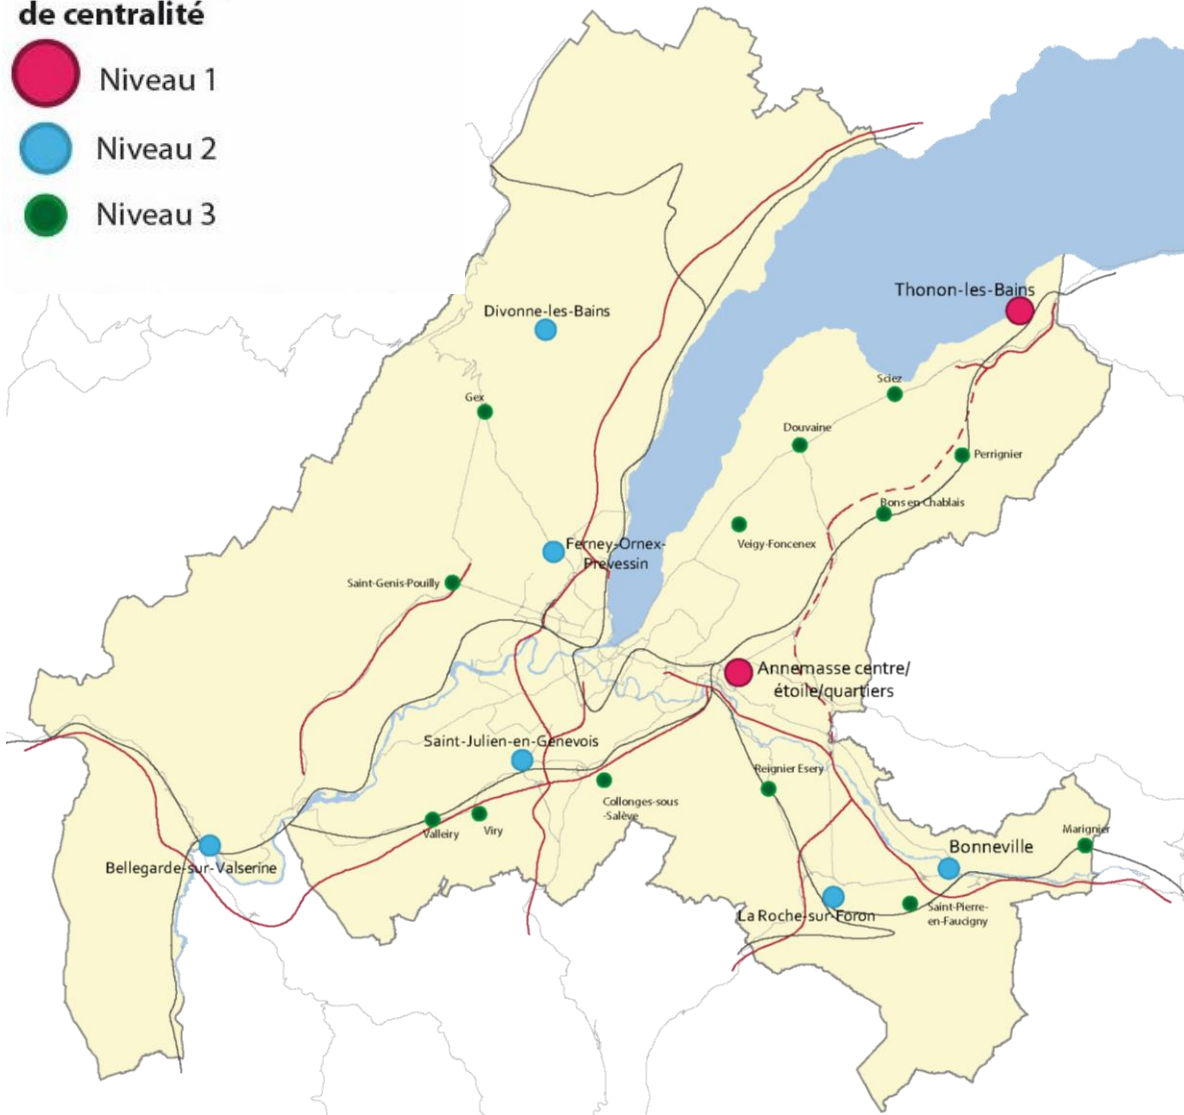 de centralité
Niveau 1
Niveau 2
Niveau 3
Thonon-les-Bains
Divonne-les-Bains
Sciez
Gex
Douvaine
Perrignier
Bons en Chablais
Veigy-Foncenex
Ferney-Ornex-
Prevessin
Saint-Genis-Pouilly
Annemasse centre/
étoile/quartiers
Saint-Julien-en-Genevois
Reignier Esery
Collonges-sous
-Salève
Viry
Valleiry
Marignier
Bonneville
Bellegarde-sur-Valserine
La Roche-sur-Foron
Saint-Pierre-
en-Faucigny